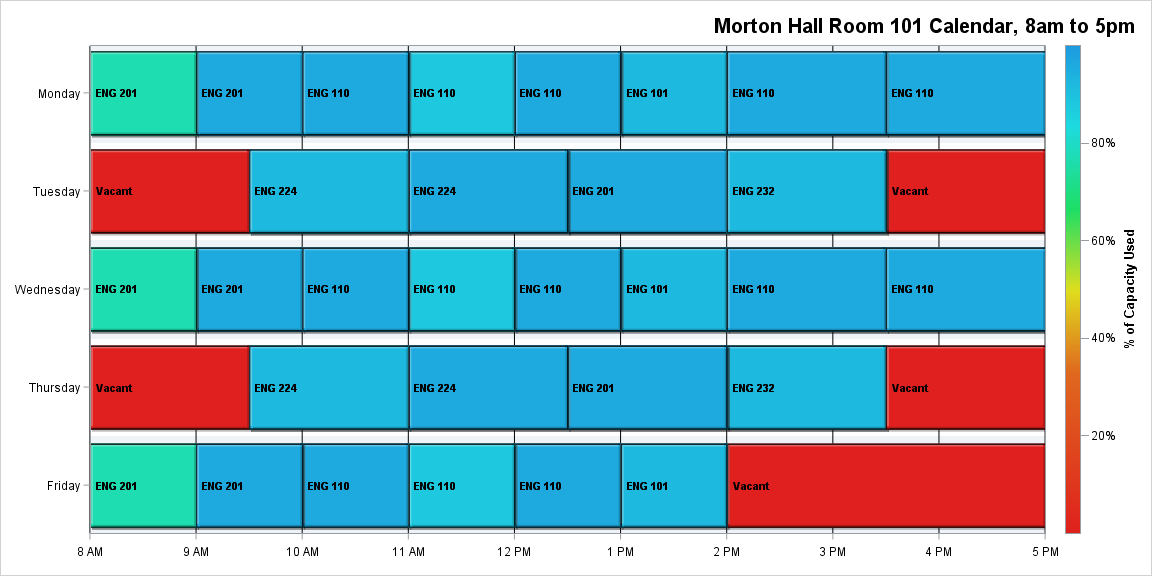 Morton Hall Room 101 Calendar, 8am to 5pm
Monday
ENG 201
ENG 201
ENG 110
ENG 110
ENG 110
ENG 101
ENG 110
ENG 110
Tuesday
Vacant
ENG 224
ENG 224
ENG 201
ENG 232
Vacant
Wednesday
ENG 201
ENG 201
ENG 110
ENG 110
ENG 110
ENG 101
ENG 110
ENG 110
Thursday
Vacant
ENG 224
ENG 224
ENG 201
ENG 232
Vacant
Friday
ENG 201
ENG 201
ENG 110
ENG 110
ENG 110
ENG 101
Vacant
8 AM
9 AM
10 AM
11 AM
12 PM
1 PM
2 PM
3 PM
4 PM
5 PM
80%
60%
40%
20%
% of Capacity Used